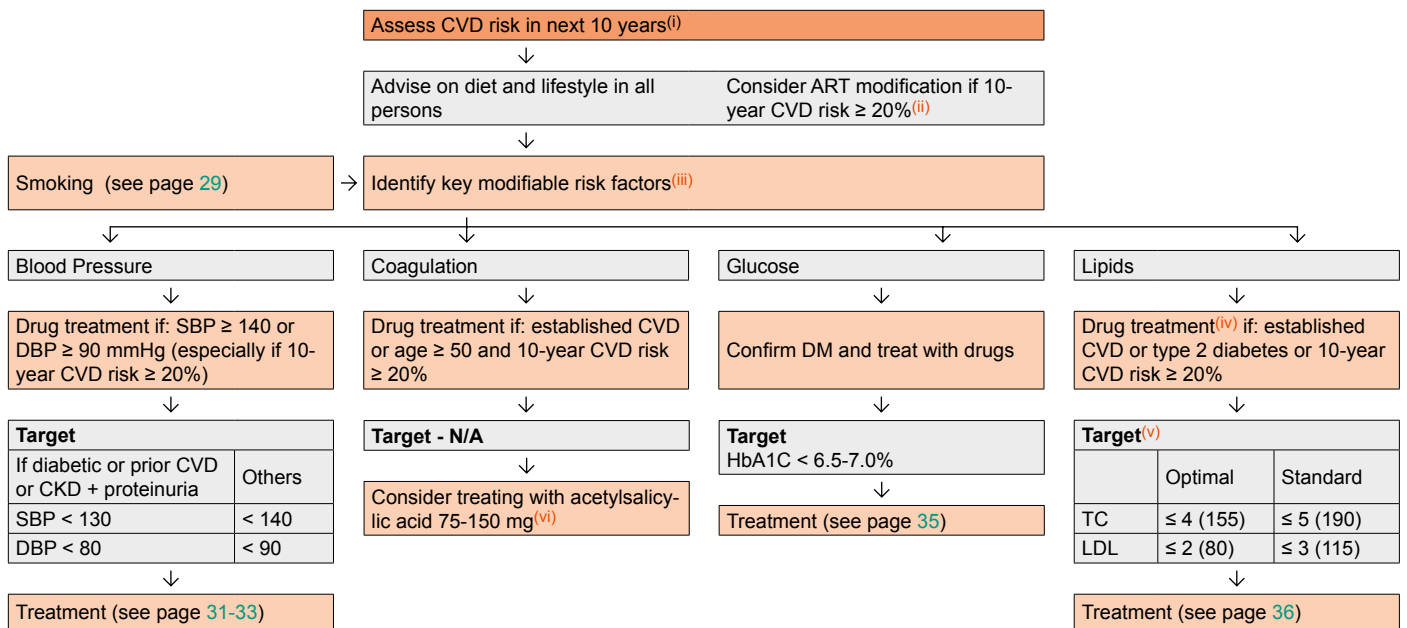 Assess CVD risk in next 10 years(i)
Advise on diet and lifestyle in all
persons
Consider ART modification if 10-
year CVD risk ≥ 20%(ii)
Smoking (see page 29)
Identify key modifiable risk factors(iii)
Blood Pressure
Drug treatment if: SBP ≥ 140 or
DBP ≥ 90 mmHg (especially if 10-
year CVD risk ≥ 20%)
Target
If diabetic or prior CVD
or CKD + proteinuria
Others
SBP < 130
< 140
DBP < 80
< 90
Treatment (see page 31-33)
Coagulation
Drug treatment if: established CVD
or age ≥ 50 and 10-year CVD risk
≥ 20%
Target - N/A
Consider treating with acetylsalicy-
lic acid 75-150 mg(vi)
Glucose
Confirm DM and treat with drugs
Target
HbA1C < 6.5-7.0%
Treatment (see page 35)
Lipids
Drug treatment(iv) if: established
CVD or type 2 diabetes or 10-year
CVD risk ≥ 20%
Target(v)
Optimal
Standard
TC
≤ 4 (155)
≤ 5 (190)
LDL
≤ 2 (80)
≤ 3 (115)
Treatment (see page 36)